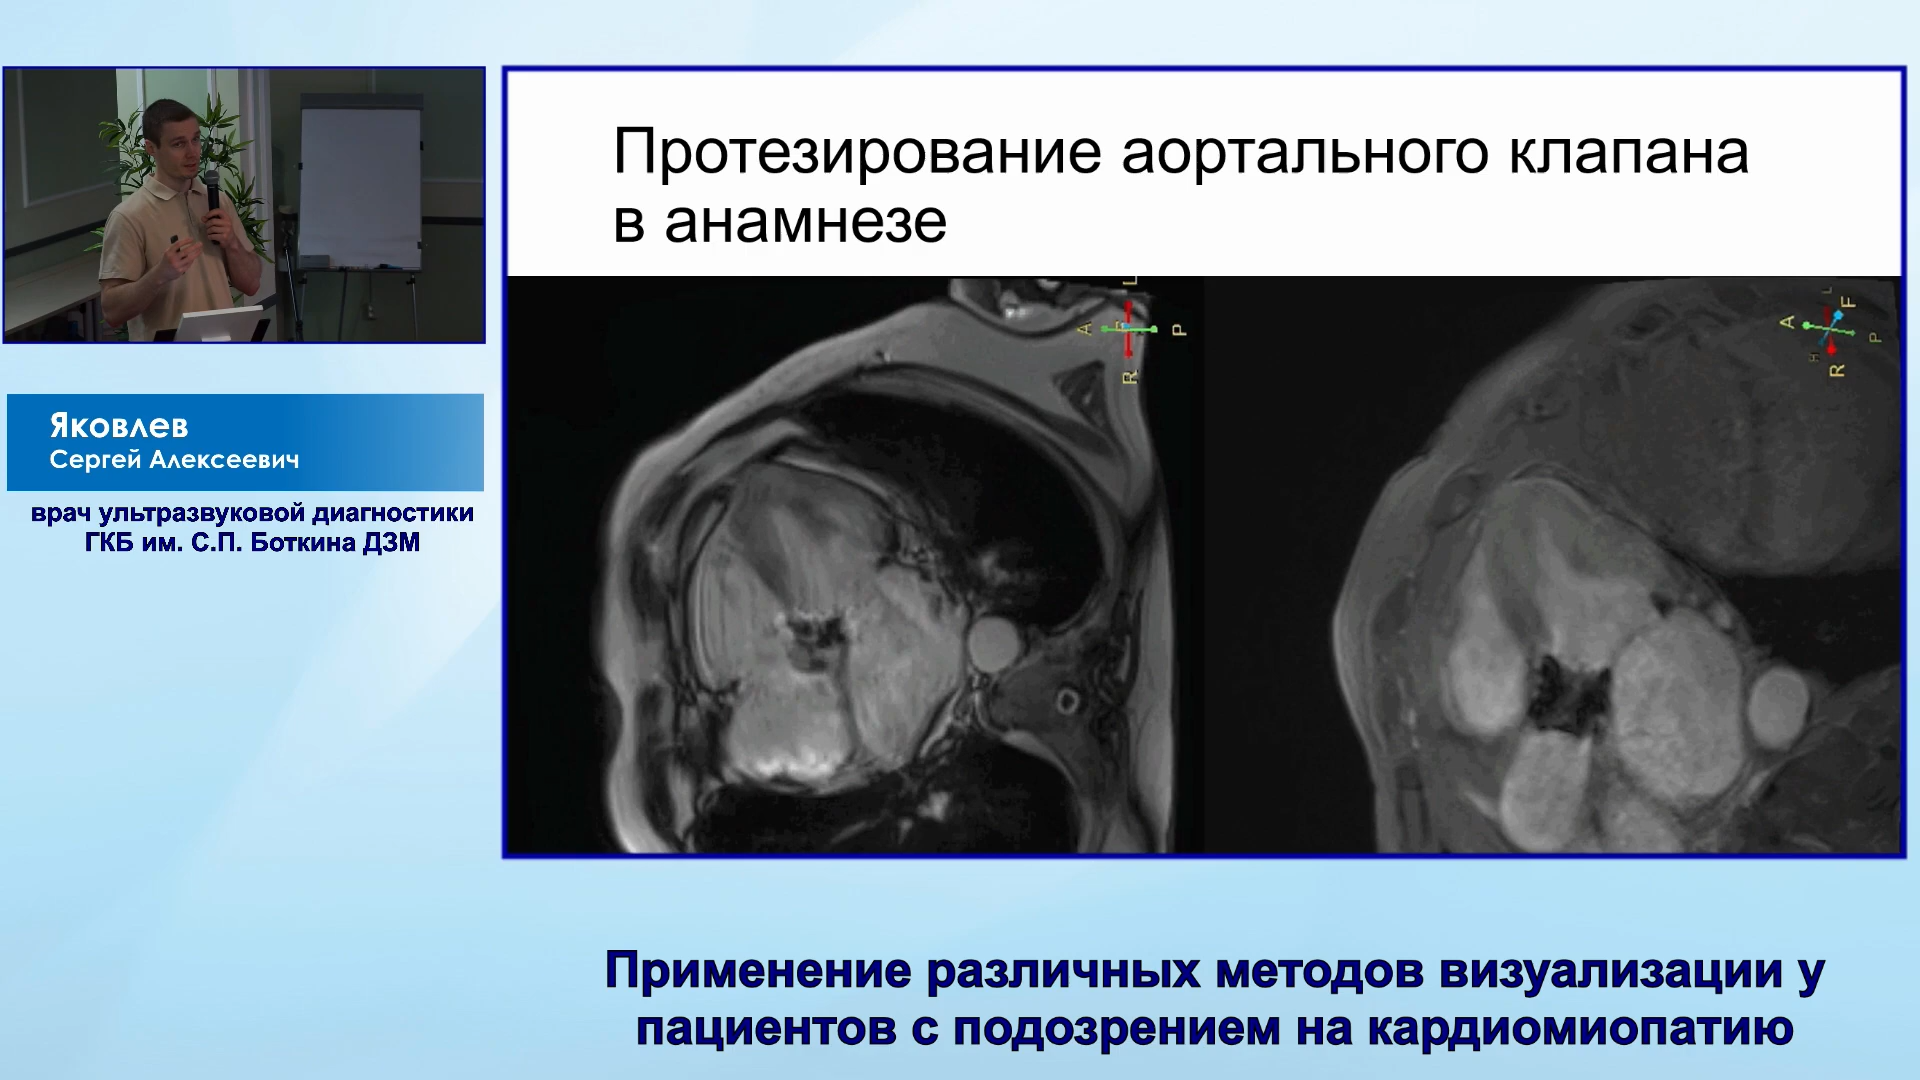 Протезирование аортального клапана
в анамнезе
L
A
F
P
R
L
F
A
P
H
R
Яковлев
Сергей Алексеевич
врач ультразвуковой диагностики
ГКБ им. С.П. Боткина ДЗМ
Применение различных методов визуализации у
пациентов с подозрением на кардиомиопатию